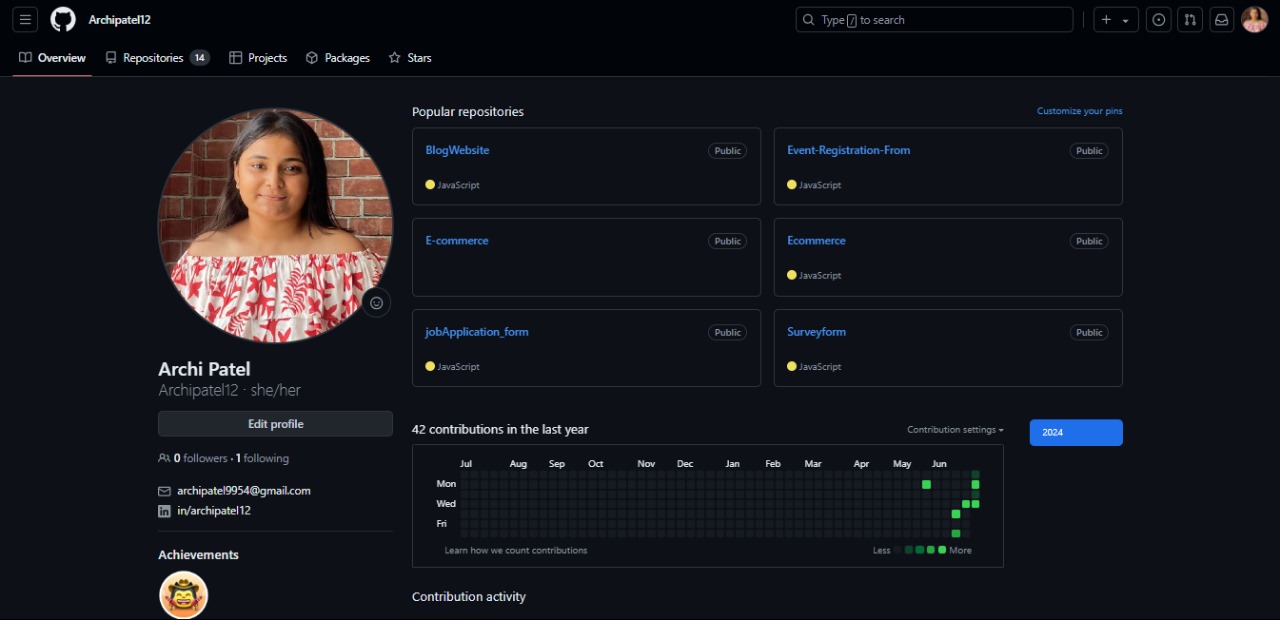 Archipatel12
Type / to search
Overview Repositories 14 Projects Packages Stars
Popular repositories Customize your pins
BlogWebsite Public
JavaScript
Event-Registration-From Public
JavaScript
E-commerce Public
Ecommerce Public
JavaScript
jobApplication_form Public
JavaScript
Surveyform Public
JavaScript
Archi Patel
Archipatel12 · she/her
Edit profile
0 followers · 1 following
archipatel9954@gmail.com
in/archipatel12
Achievements
42 contributions in the last year Contribution settings
2024
Jul Aug Sep Oct Nov Dec Jan Feb Mar Apr May Jun
Mon
Wed
Fri
Learn how we count contributions Less More
Contribution activity